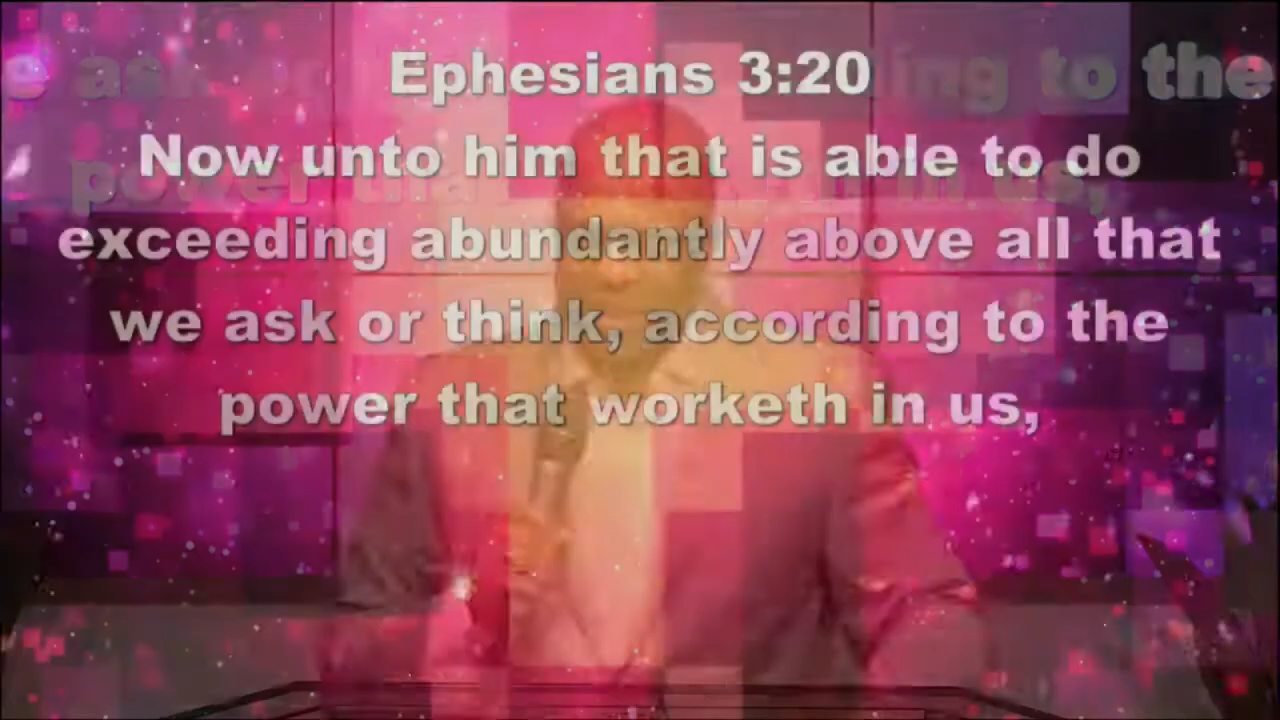 Ephesians 3:20
Now unto him that is able to do
exceeding abundantly above all that
we ask or think, according to the
power that worketh in us,